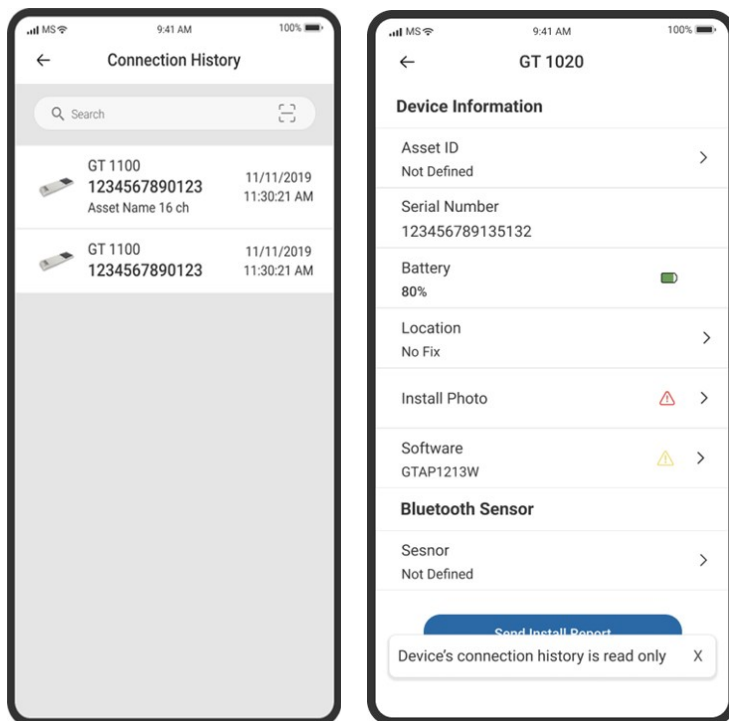 MS 9:41 AM 100%
Connection History
Search
GT 1100
1234567890123
Asset Name 16 ch
11/11/2019
11:30:21 AM
GT 1100
1234567890123
11/11/2019
11:30:21 AM
MS 9:41 AM 100%
GT 1020
Device Information
Asset ID
Not Defined
Serial Number
123456789135132
Battery
80%
Location
No Fix
Install Photo
Software
GTAP1213W
Bluetooth Sensor
Sesnor
Not Defined
Send Install Report
Device's connection history is read only X